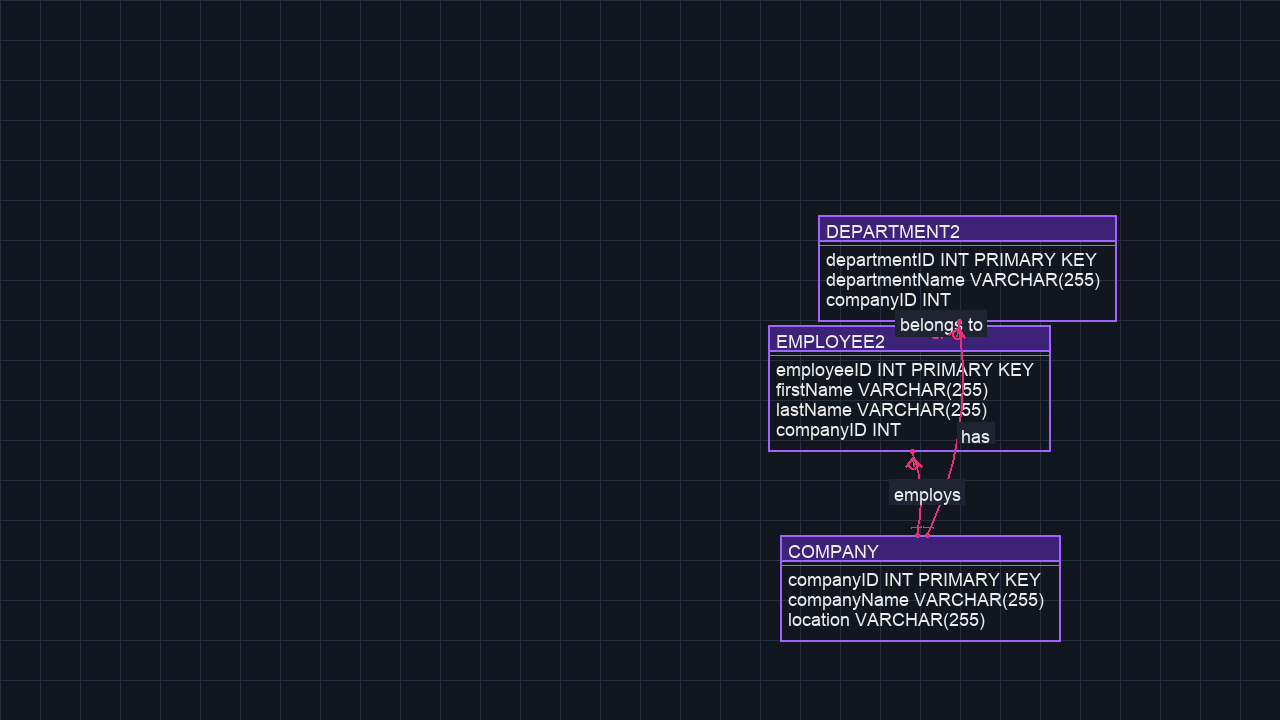 DEPARTMENT2
departmentID INT PRIMARY KEY
departmentName VARCHAR(255)
companyID INT
belongs to
EMPLOYEE2
employeeID INT PRIMARY KEY
firstName VARCHAR(255)
lastName VARCHAR(255)
companyID INT
has
employs
COMPANY
companyID INT PRIMARY KEY
companyName VARCHAR(255)
location VARCHAR(255)